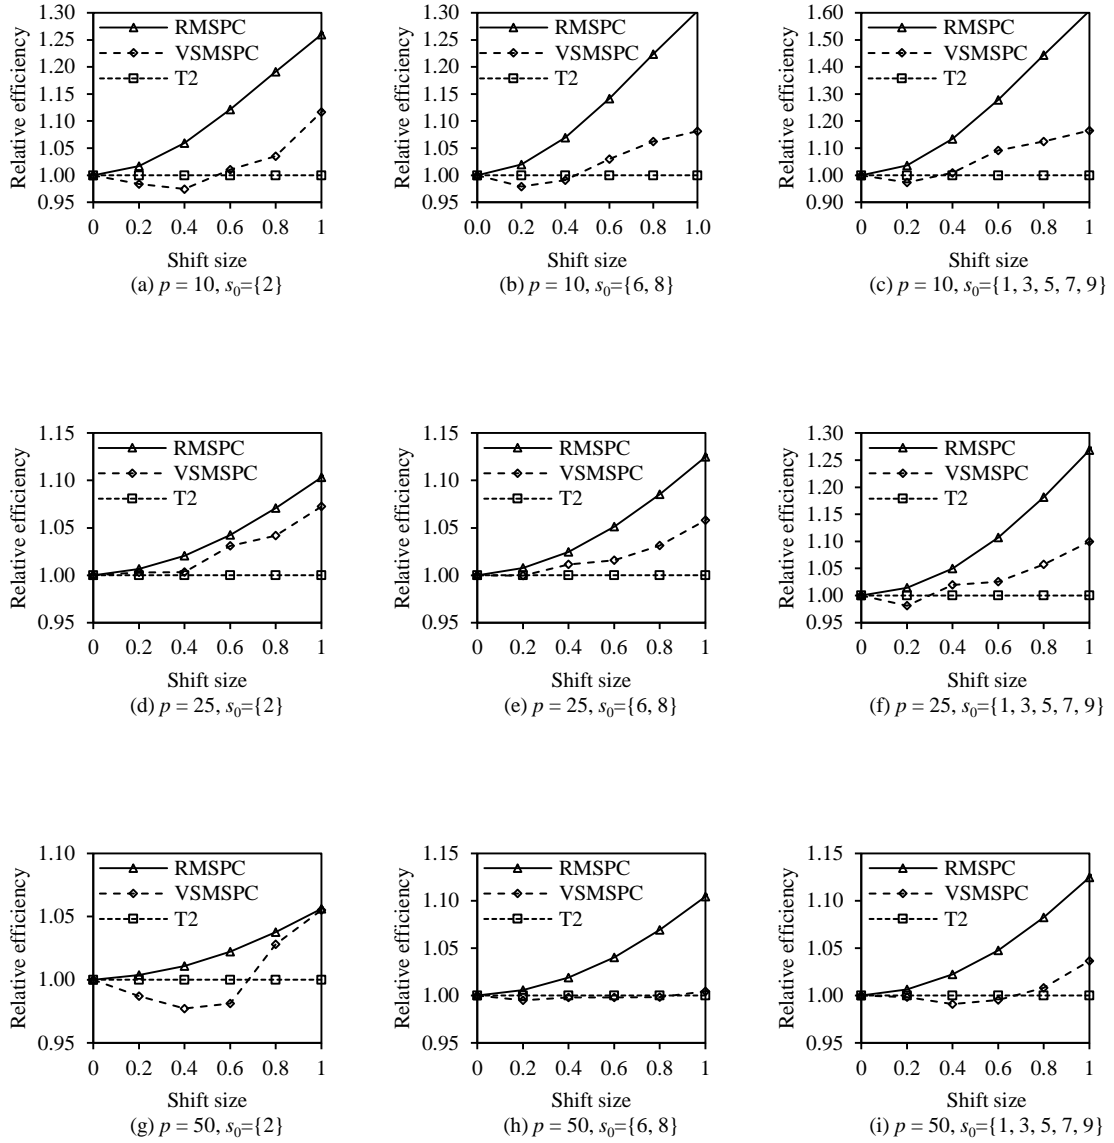 Relative efficiency
1.30
1.25
1.20
1.15
1.10
1.05
1.00
0.95
RMSPC
VSMSPC
T2
0 0.2 0.4 0.6 0.8 1
Shift size
(a) p = 10, s0={2}
Relative efficiency
1.30
1.25
1.20
1.15
1.10
1.05
1.00
0.95
RMSPC
VSMSPC
T2
0.0 0.2 0.4 0.6 0.8 1.0
Shift size
(b) p = 10, s0={6, 8}
Relative efficiency
1.60
1.50
1.40
1.30
1.20
1.10
1.00
0.90
RMSPC
VSMSPC
T2
0 0.2 0.4 0.6 0.8 1
Shift size
(c) p = 10, s0={1, 3, 5, 7, 9}
Relative efficiency
1.15
1.10
1.05
1.00
0.95
RMSPC
VSMSPC
T2
0 0.2 0.4 0.6 0.8 1
Shift size
(d) p = 25, s0={2}
Relative efficiency
1.15
1.10
1.05
1.00
0.95
RMSPC
VSMSPC
T2
0 0.2 0.4 0.6 0.8 1
Shift size
(e) p = 25, s0={6, 8}
Relative efficiency
1.30
1.25
1.20
1.15
1.10
1.05
1.00
0.95
RMSPC
VSMSPC
T2
0 0.2 0.4 0.6 0.8 1
Shift size
(f) p = 25, s0={1, 3, 5, 7, 9}
Relative efficiency
1.10
1.05
1.00
0.95
RMSPC
VSMSPC
T2
0 0.2 0.4 0.6 0.8 1
Shift size
(g) p = 50, s0={2}
Relative efficiency
1.15
1.10
1.05
1.00
0.95
RMSPC
VSMSPC
T2
0 0.2 0.4 0.6 0.8 1
Shift size
(h) p = 50, s0={6, 8}
Relative efficiency
1.15
1.10
1.05
1.00
0.95
RMSPC
VSMSPC
T2
0 0.2 0.4 0.6 0.8 1
Shift size
(i) p = 50, s0={1, 3, 5, 7, 9}